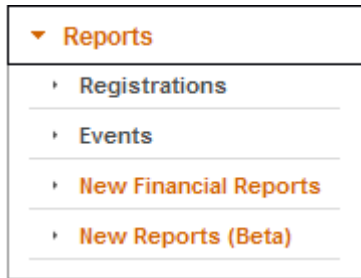 Reports
Registrations
Events
New Financial Reports
New Reports (Beta)